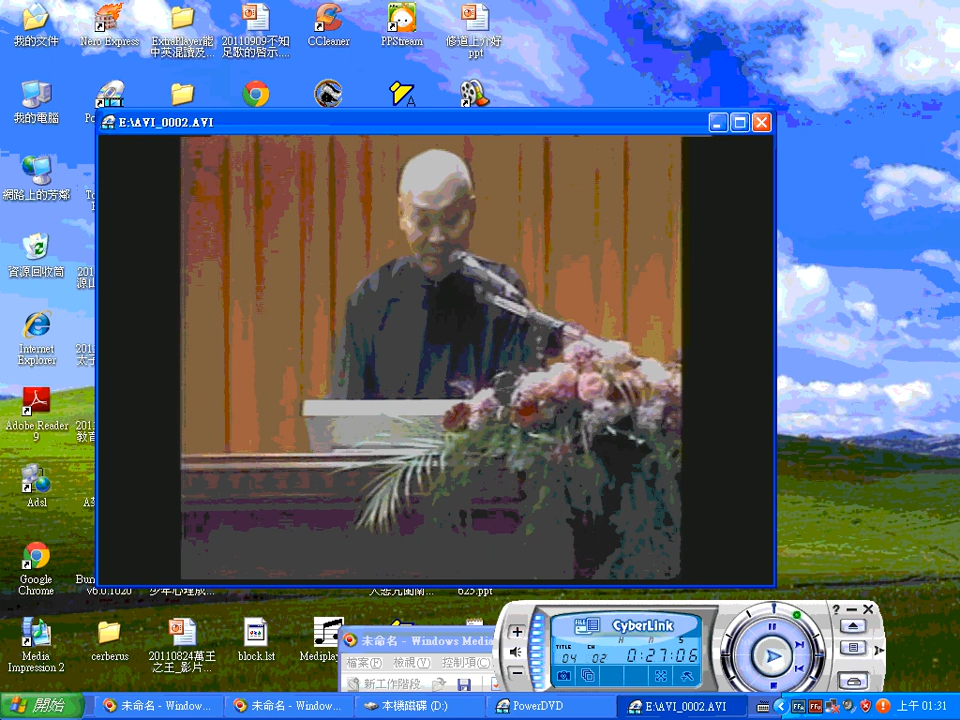 我的文件
Nero Express
ExtraPlayer能
中英混讀及...
20110909不知
足歌的啓示....
CCleaner
PPStream
修道上介好
ppt
我的電腦
E:\AVI_0002.AVI
網路上的芳鄰
資源回收筒
Internet
Explorer
Adobe Reader
9
Adsl
Google
Chrome
v6.0.1020
625.ppt
Media
Impression 2
cerberus
20110824萬王
之王_影片...
block.lst
Mediaplay
未命名 - Windows Media
檔案(F)
檢視(V)
控制項(C)
新工作階段
CyberLink
H
M
S
TITLE
CH
04
02
0:27:06
開始
未命名 - Window...
未命名 - Window...
本機磁碟 (D:)
PowerDVD
E:\AVI_0002.AVI
上午 01:31